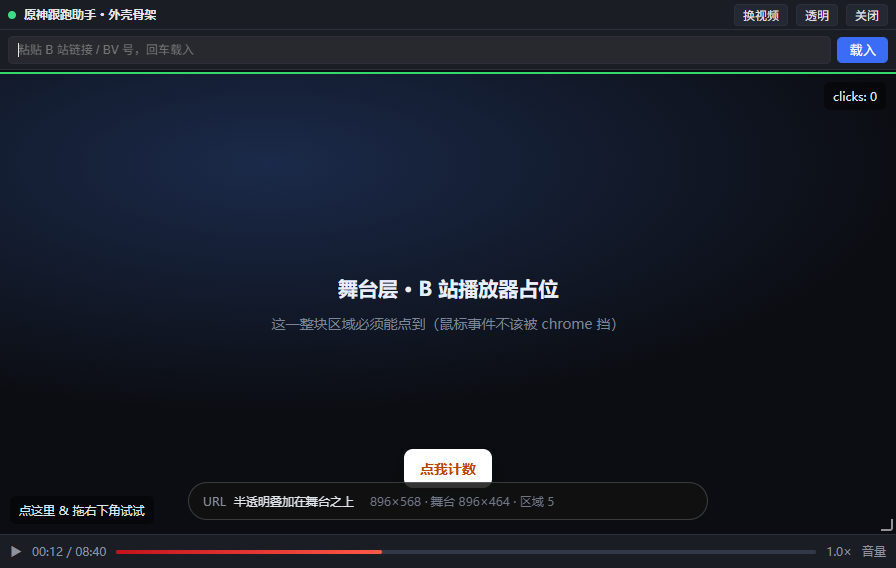 原神跟跑助手 · 外壳骨架
换视频 透明 关闭
粘贴 B 站链接 / BV 号，回车载入
载入
clicks: 0
舞台层 · B 站播放器占位
这一整块区域必须能点到（鼠标事件不该被 chrome 挡）
点我计数
URL 半透明叠加在舞台之上 896×568 · 舞台 896×464 · 区域 5
点这里 & 拖右下角试试
00:12 / 08:40 1.0× 音量